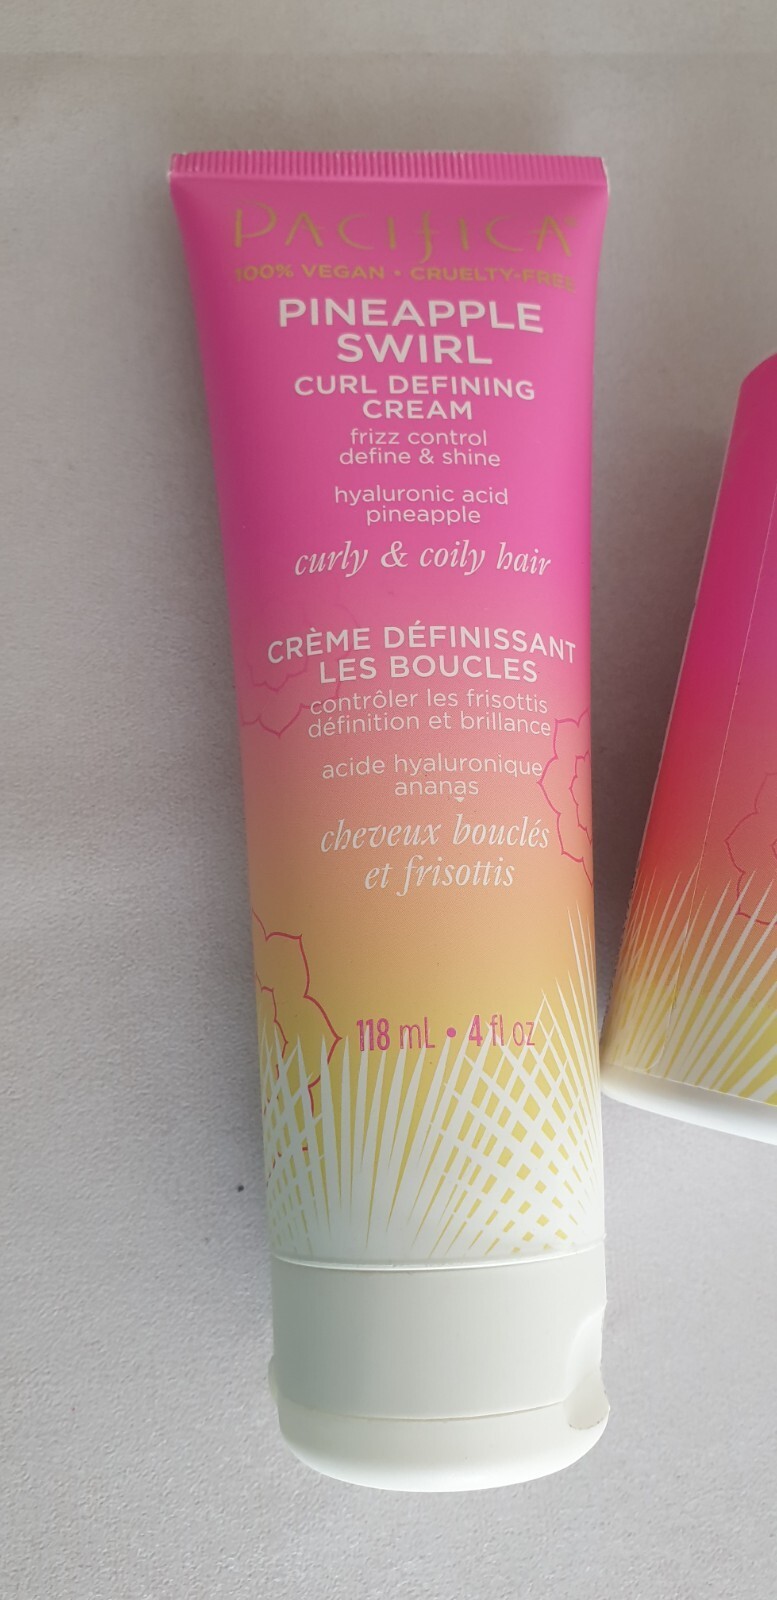 PACIFICA®
100% VEGAN • CRUELTY-FREE
PINEAPPLE
SWIRL
CURL DEFINING
CREAM
frizz control
define & shine
hyaluronic acid
pineapple
curly & coily hair
CRÈME DÉFINISSANT
LES BOUCLES
contrôler les frisottis
définition et brillance
acide hyaluronique
ananas
cheveux bouclés
et frisottis
118 mL • 4 fl oz